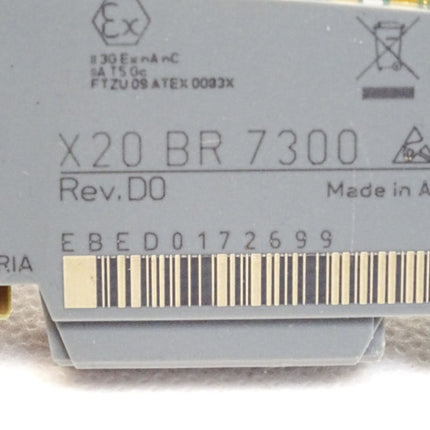 Ex
II 3G Ex nA nC
IIA T5 Gc
FTZU 09 ATEX 0083X
X20 BR 7300
Rev.D0
Made in A
EBED0172699
RIA